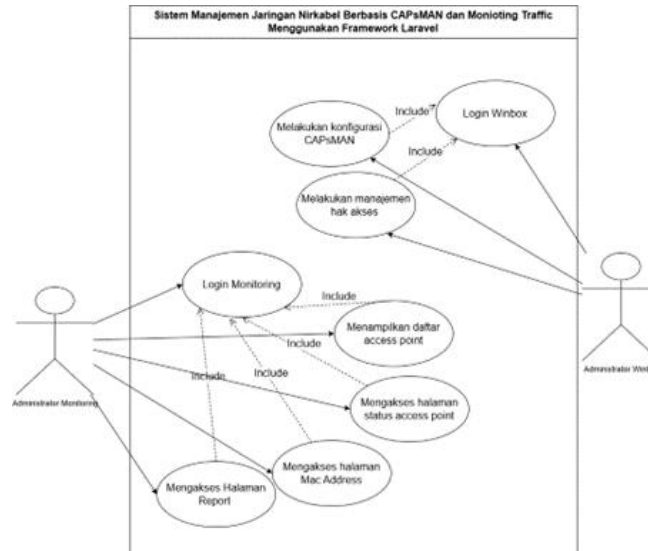 Sistem Manajemen Jaringan Nirkabel Berbasis CAPsMAN dan Monioting Traffic
Menggunakan Framework Laravel
Include
Login Winbox
Melakukan konfigurasi
CAPsMAN
Include
Melakukan manajemen
hak akses
Login Monitoring
Include
Menampilkan daftar
access point
Include
Include
Include
Mengakses halaman
status access point
Administrator Monitoring
Administrator Win
Mengakses halaman
Mac Address
Mengakses Halaman
Report